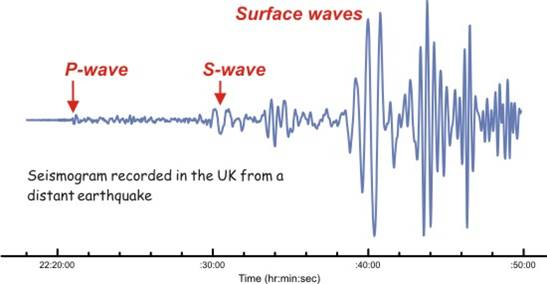 Surface waves
P-wave
S-wave
Seismogram recorded in the UK from a
distant earthquake
22:20:00
:30:00
:40:00
:50:00
Time (hr:min:sec)